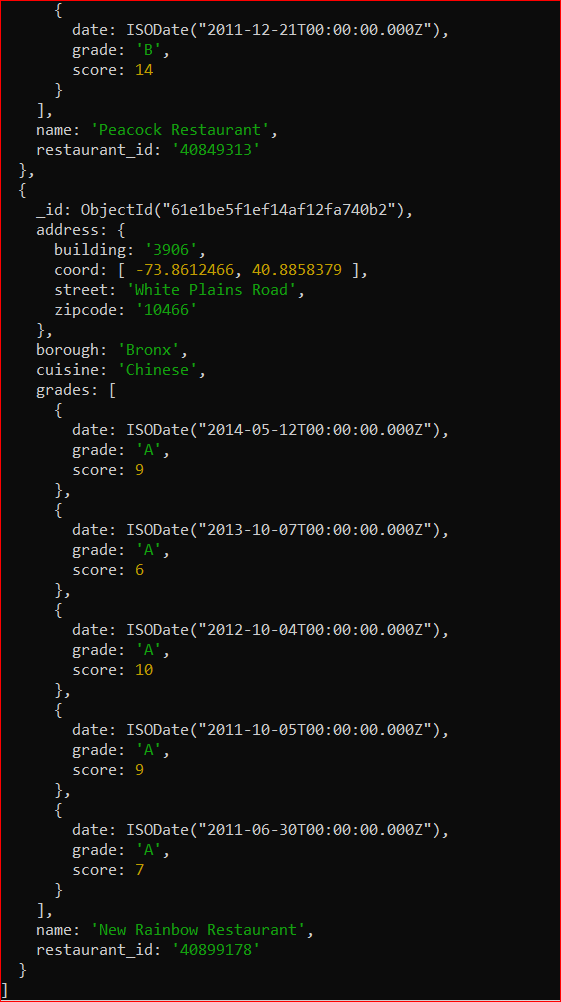 {
date: ISODate("2011-12-21T00:00:00.000Z"),
grade: 'B',
score: 14
}
],
name: 'Peacock Restaurant',
restaurant_id: '40849313'
},
{
_id: ObjectId("61e1be5f1ef14af12fa740b2"),
address: {
building: '3906',
coord: [ -73.8612466, 40.8858379 ],
street: 'White Plains Road',
zipcode: '10466'
},
borough: 'Bronx',
cuisine: 'Chinese',
grades: [
{
date: ISODate("2014-05-12T00:00:00.000Z"),
grade: 'A',
score: 9
},
{
date: ISODate("2013-10-07T00:00:00.000Z"),
grade: 'A',
score: 6
},
{
date: ISODate("2012-10-04T00:00:00.000Z"),
grade: 'A',
score: 10
},
{
date: ISODate("2011-10-05T00:00:00.000Z"),
grade: 'A',
score: 9
},
{
date: ISODate("2011-06-30T00:00:00.000Z"),
grade: 'A',
score: 7
}
],
name: 'New Rainbow Restaurant',
restaurant_id: '40899178'
}
]